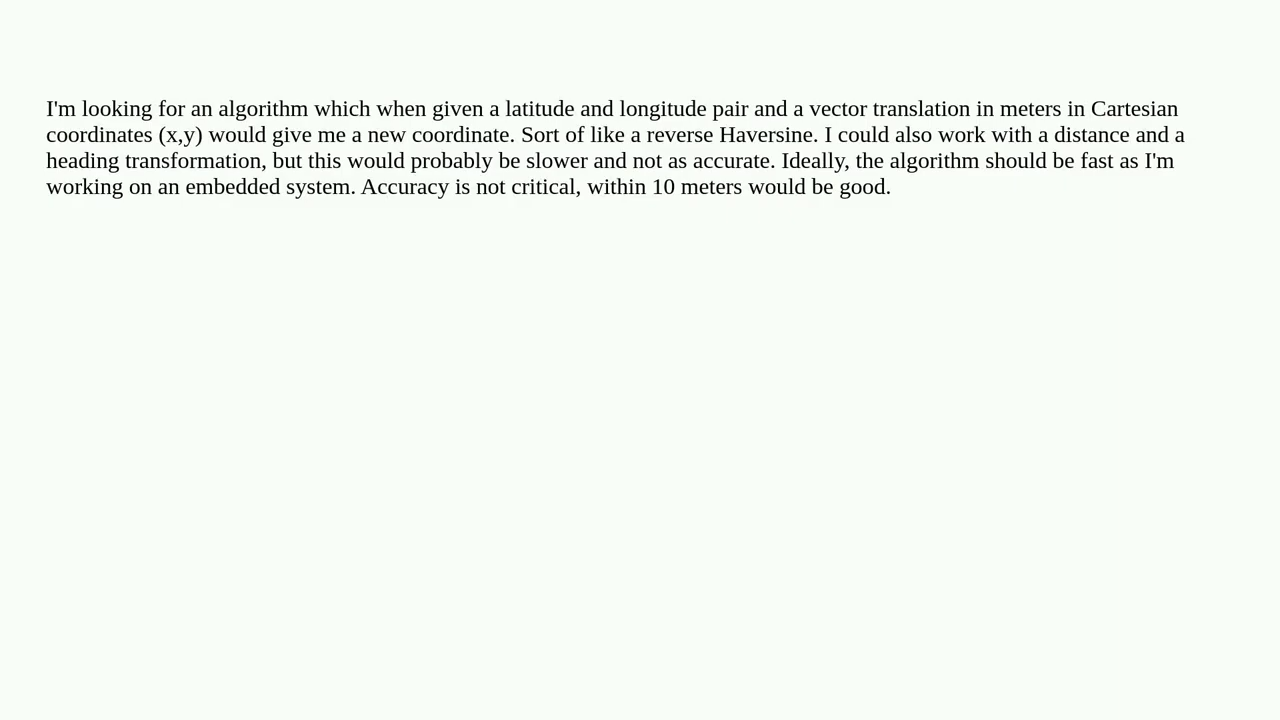 I'm looking for an algorithm which when given a latitude and longitude pair and a vector translation in meters in Cartesian
coordinates (x,y) would give me a new coordinate. Sort of like a reverse Haversine. I could also work with a distance and a
heading transformation, but this would probably be slower and not as accurate. Ideally, the algorithm should be fast as I'm
working on an embedded system. Accuracy is not critical, within 10 meters would be good.